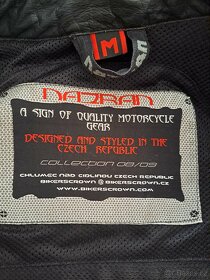 M
NAZRAN
A SIGN OF QUALITY MOTORCYCLE
GEAR
DESIGNED AND STYLED IN THE
CZECH REPUBLIC
COLLECTION 08/09
CHLUMEC NAD CIDLINOU CZECH REPUBLIC
BIKERSCROWN@BIKERSCROWN.CZ
WWW.BIKERSCROWN.COM